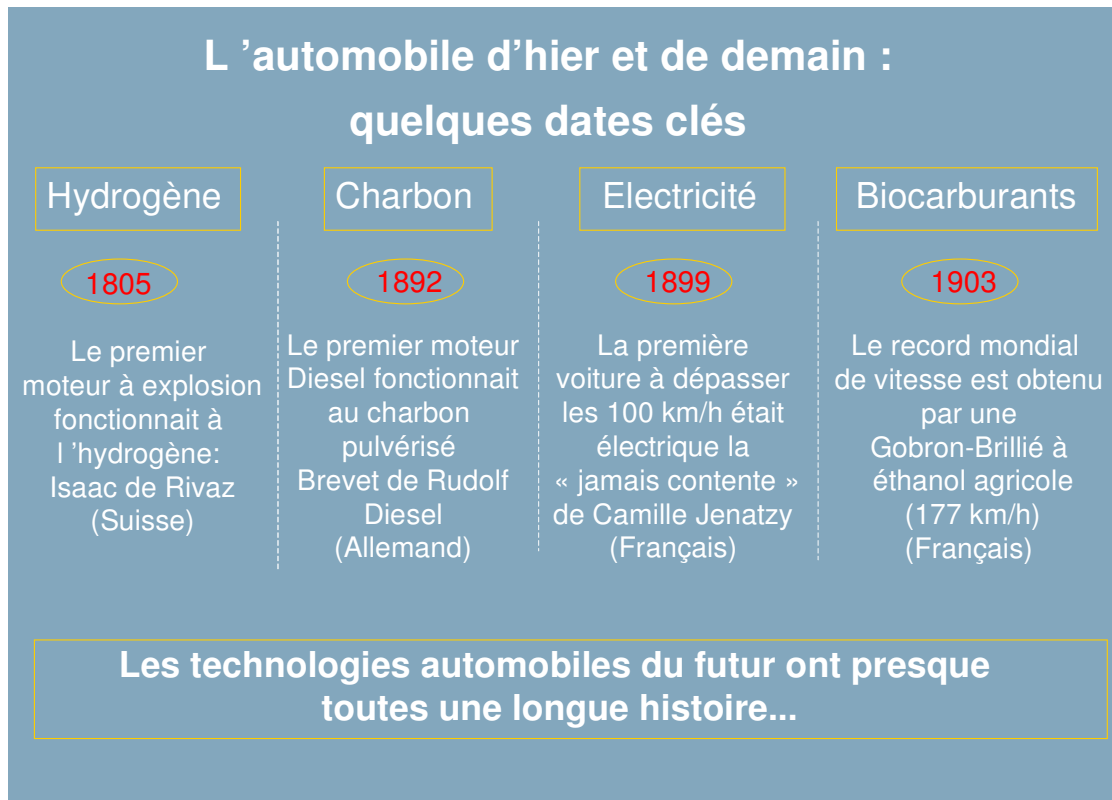 L ’automobile d’hier et de demain :
quelques dates clés
Hydrogène
1805
Le premier
moteur à explosion
fonctionnait à
l ’hydrogène:
Isaac de Rivaz
(Suisse)
Charbon
1892
Le premier moteur
Diesel fonctionnait
au charbon
pulvérisé
Brevet de Rudolf
Diesel
(Allemand)
Electricité
1899
La première
voiture à dépasser
les 100 km/h était
électrique la
« jamais contente »
de Camille Jenatzy
(Français)
Biocarburants
1903
Le record mondial
de vitesse est obtenu
par une
Gobron-Brillié à
éthanol agricole
(177 km/h)
(Français)
Les technologies automobiles du futur ont presque
toutes une longue histoire...